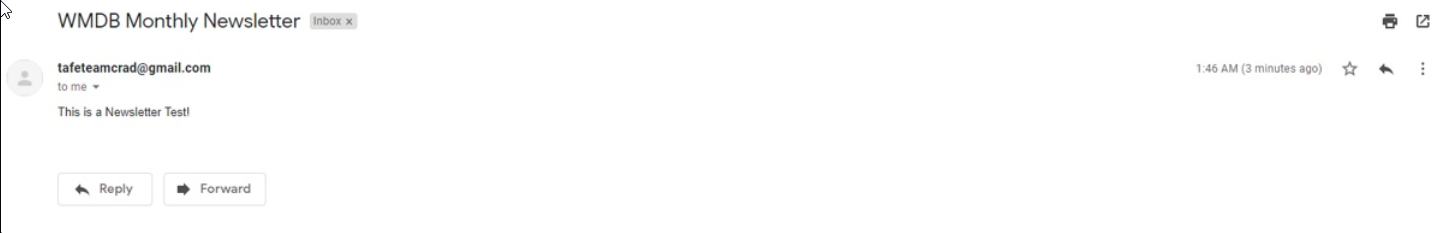 WMDB Monthly Newsletter Inbox x
tafeteamcrad@gmail.com 1:46 AM (3 minutes ago)
to me
This is a Newsletter Test!
Reply Forward